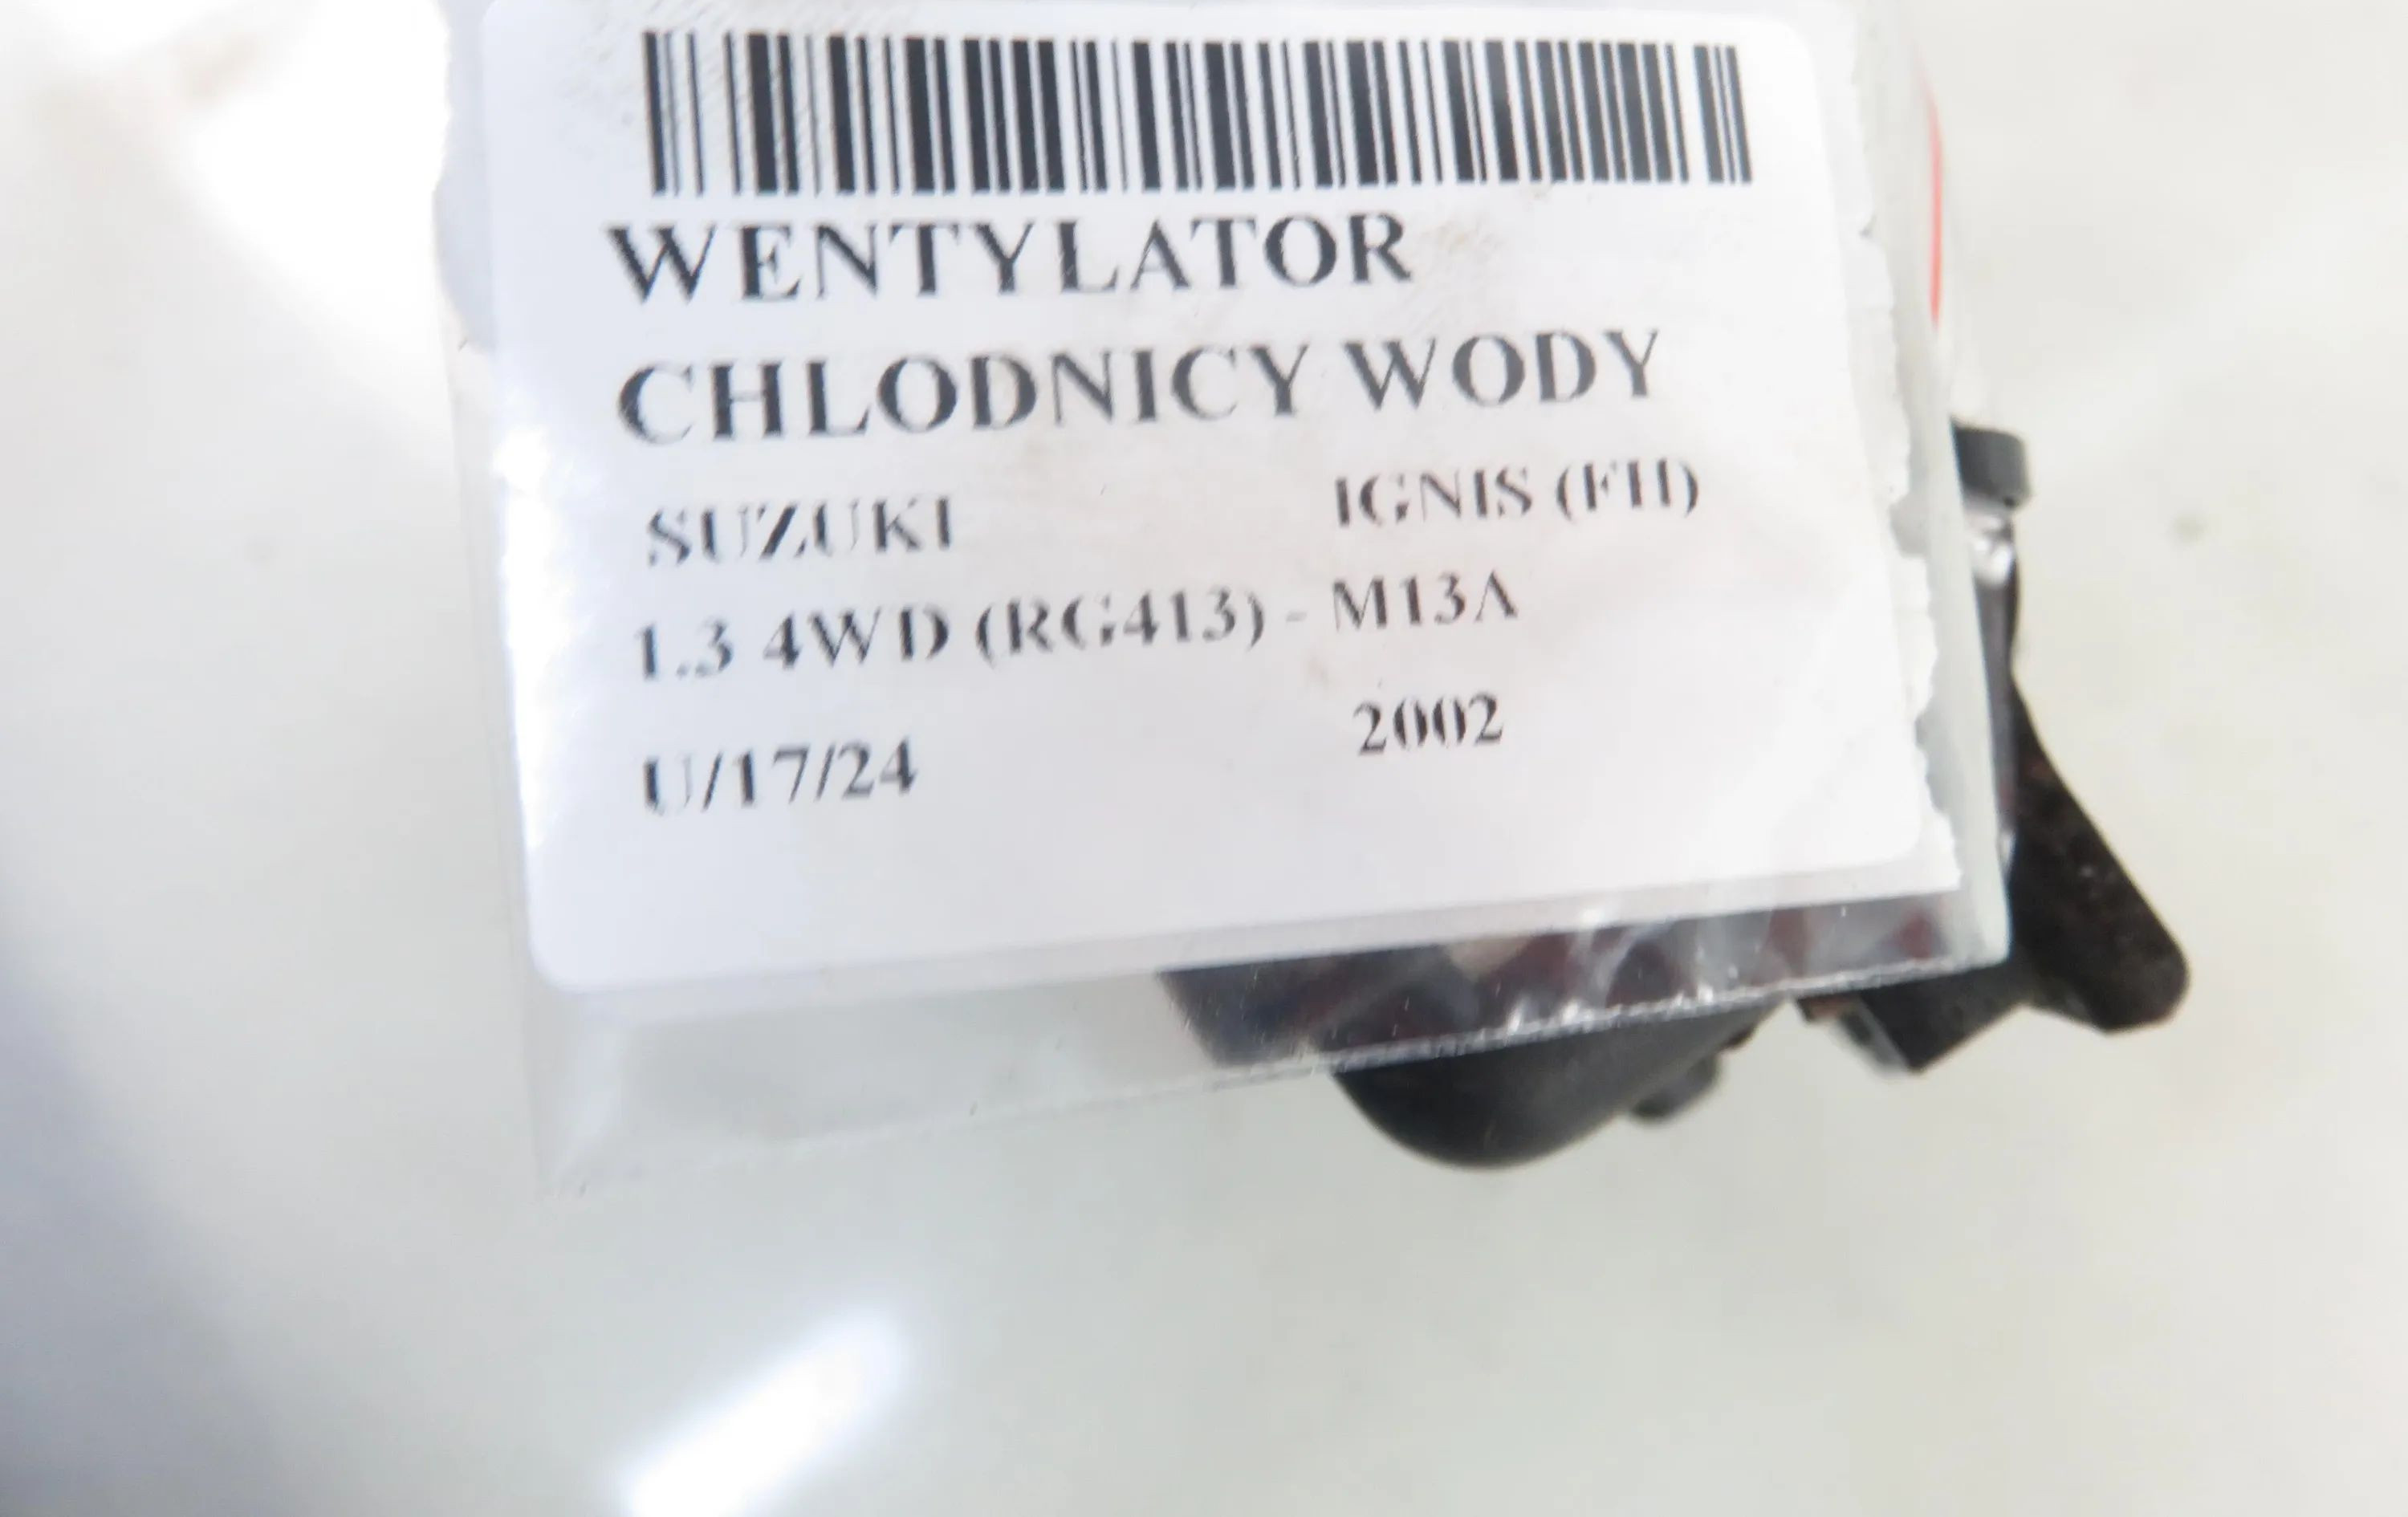 WENTYLATOR
CHLODNICY WODY
SUZUKI IGNIS (FH)
1.3 4WD (RG413) - M13A
U/17/24 2002